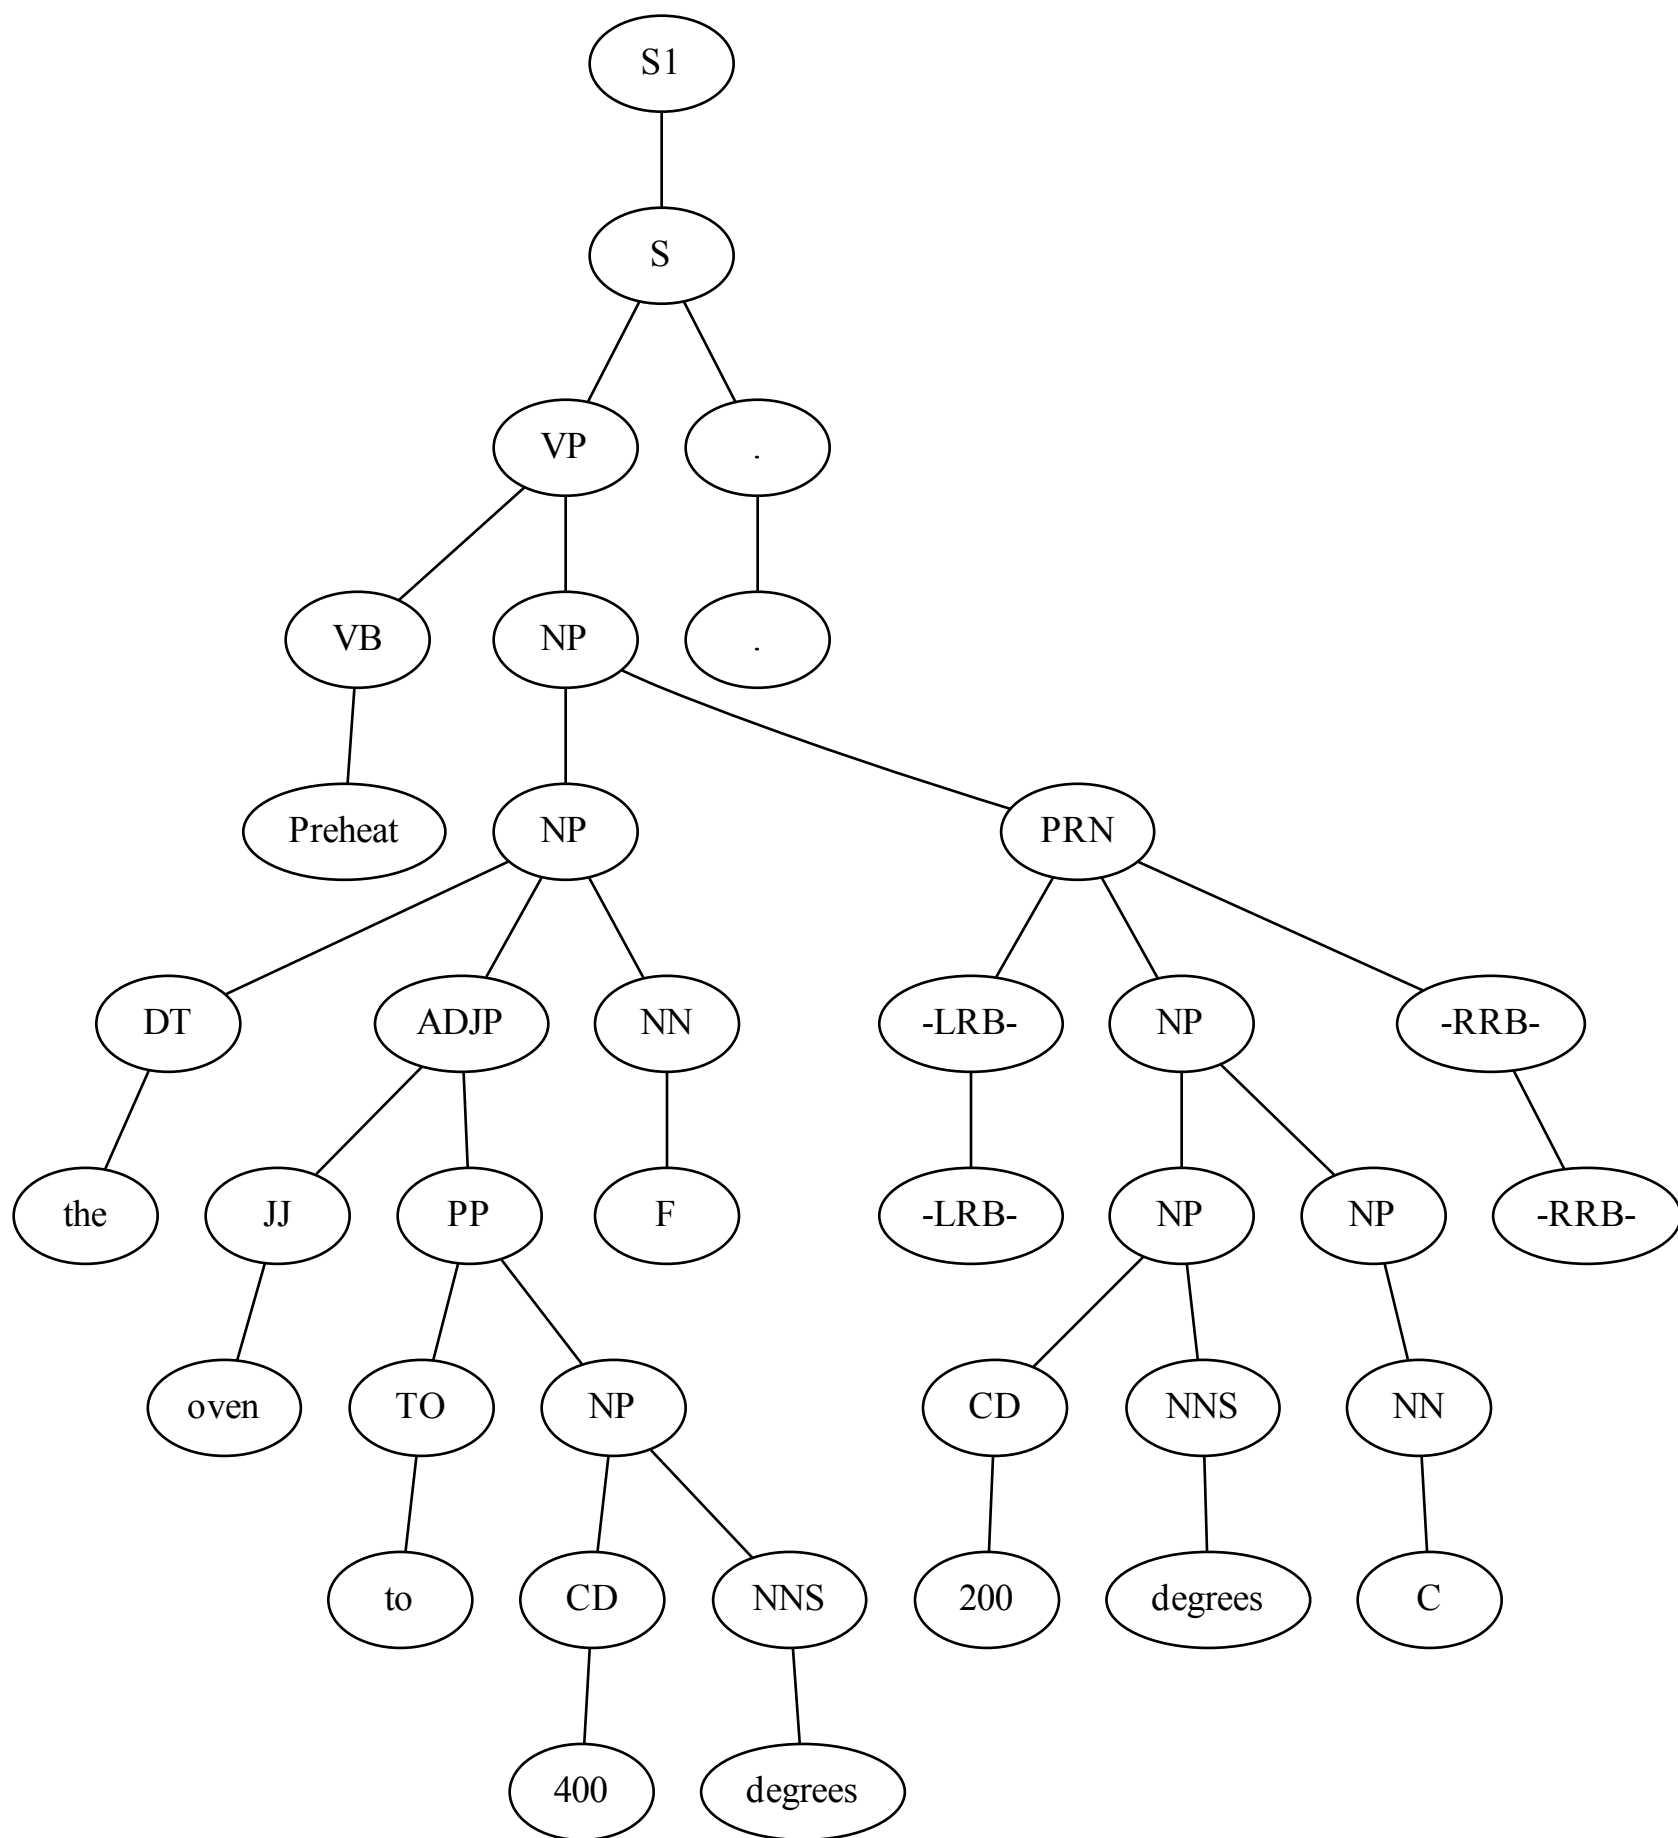 S1
S
VP .
VB NP .
Preheat NP PRN
DT ADJP NN -LRB- NP -RRB-
the JJ PP F -LRB- NP NP -RRB-
oven TO NP CD NNS NN
to CD NNS 200 degrees C
400 degrees